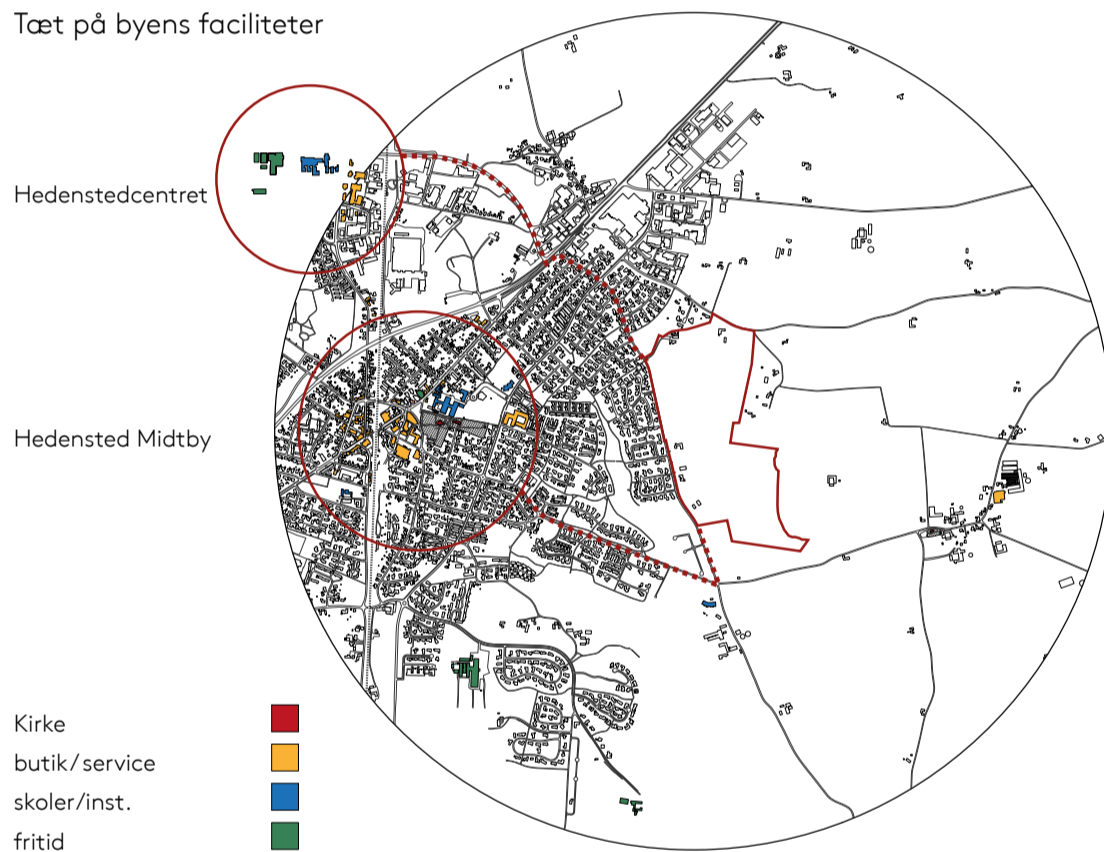 Tæt på byens faciliteter
Hedenstedcentret
Hedensted Midtby
Kirke
butik/service
skoler/inst.
fritid